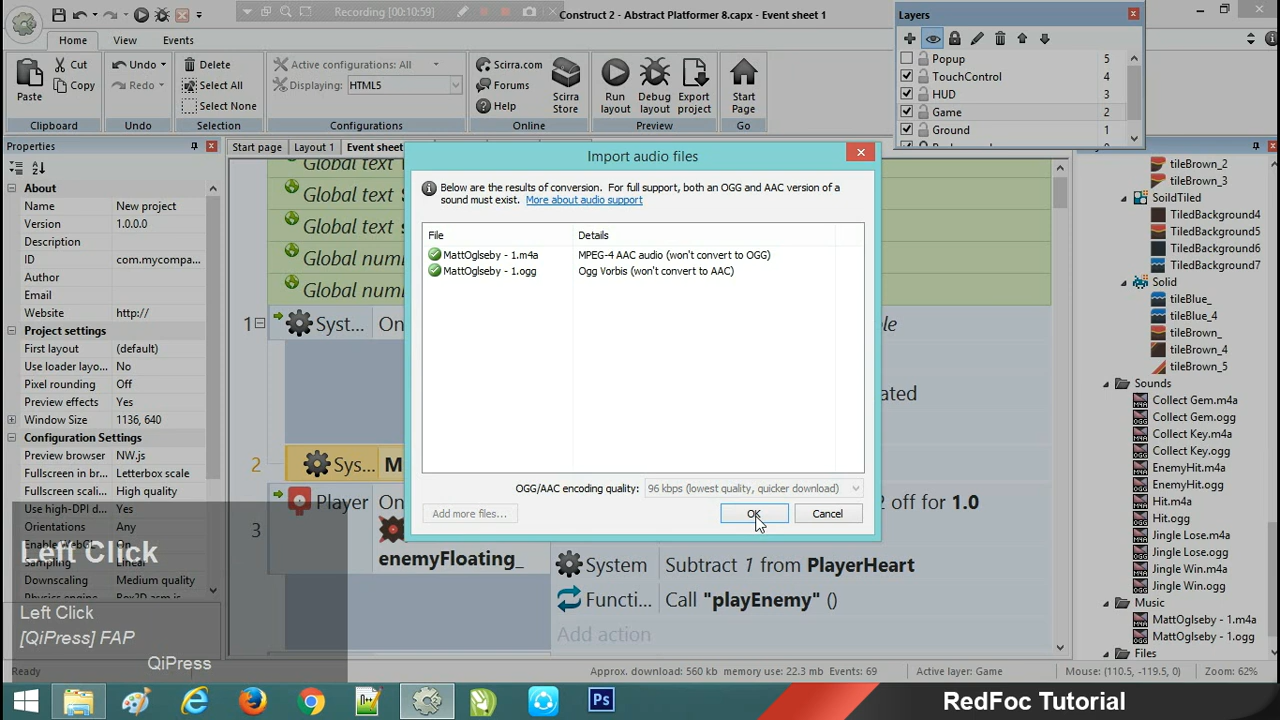 Recording [00:10:59]
Construct 2 - Abstract Platformer 8.capx - Event sheet 1
Home View Events
Paste
Cut
Copy
Clipboard
Undo
Redo
Undo
Delete
Select All
Select None
Selection
Active configurations: All
Displaying: HTML5
Configurations
Scirra.com
Forums
Help
Scirra Store
Online
Run layout
Debug layout
Export project
Preview
Start Page
Go
Layers
Popup 5
TouchControl 4
HUD 3
Game 2
Ground 1
Properties
About
Name New project
Version 1.0.0.0
Description
ID com.mycompa...
Author
Email
Website http://
Project settings
First layout (default)
Use loader layo... No
Pixel rounding Off
Preview effects Yes
Window Size 1136, 640
Configuration Settings
Preview browser NW.js
Fullscreen in br... Letterbox scale
Fullscreen scaling High quality
Use high-DPI d... Yes
Orientations Any
Enable WebGL On
Sampling Linear
Downscaling Medium quality
Physics engine Box2D asm.js
Left Click
Left Click
[QiPress] FAP
QiPress
Start page Layout 1 Event sheet
Global text
Global text
Global text
Global num
Global num
1 Syst... On
ated
2 Sys... M
3 Player On
enemyFloating_
2 off for 1.0
System Subtract 1 from PlayerHeart
Functi... Call "playEnemy" ()
Add action
Import audio files
Below are the results of conversion. For full support, both an OGG and AAC version of a
sound must exist. More about audio support
File Details
MattOglseby - 1.m4a MPEG-4 AAC audio (won't convert to OGG)
MattOglseby - 1.ogg Ogg Vorbis (won't convert to AAC)
OGG/AAC encoding quality: 96 kbps (lowest quality, quicker download)
Add more files... OK Cancel
tileBrown_2
tileBrown_3
SoildTiled
TiledBackground4
TiledBackground5
TiledBackground6
TiledBackground7
Solid
tileBlue_
tileBlue_4
tileBrown_
tileBrown_4
tileBrown_5
Sounds
Collect Gem.m4a
Collect Gem.ogg
Collect Key.m4a
Collect Key.ogg
EnemyHit.m4a
EnemyHit.ogg
Hit.m4a
Hit.ogg
Jingle Lose.m4a
Jingle Lose.ogg
Jingle Win.m4a
Jingle Win.ogg
Music
MattOglseby - 1.m4a
MattOglseby - 1.ogg
Files
Ready
Approx. download: 560 kb memory use: 22.3 mb Events: 69 Active layer: Game Mouse: (110.5, -119.5, 0) Zoom: 62%
Ps
RedFoc Tutorial